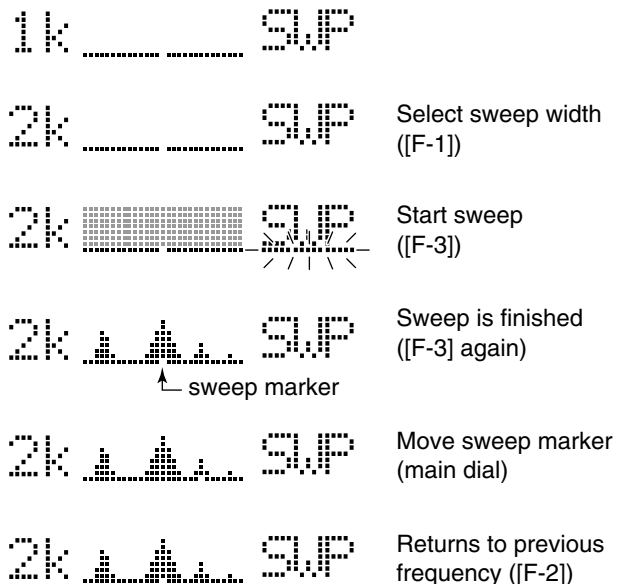 1k SWP
2k SWP Select sweep width
([F-1])
2k SWP Start sweep
([F-3])
2k SWP Sweep is finished
([F-3] again)
sweep marker
2k SWP Move sweep marker
(main dial)
2k SWP Returns to previous
frequency ([F-2])